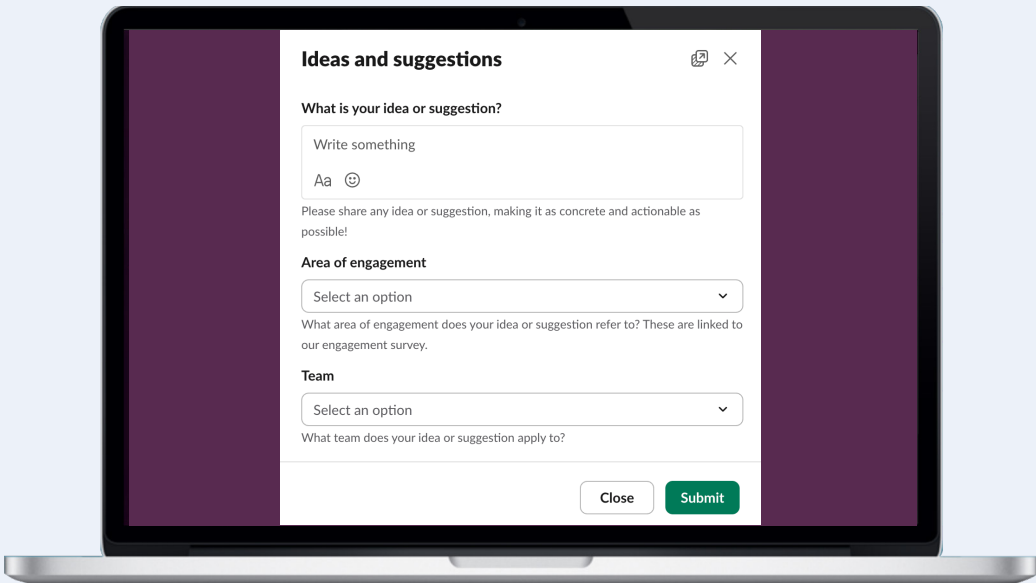 Ideas and suggestions
What is your idea or suggestion?
Write something
Aa
Please share any idea or suggestion, making it as concrete and actionable as
possible!
Area of engagement
Select an option
What area of engagement does your idea or suggestion refer to? These are linked to
our engagement survey.
Team
Select an option
What team does your idea or suggestion apply to?
Close Submit